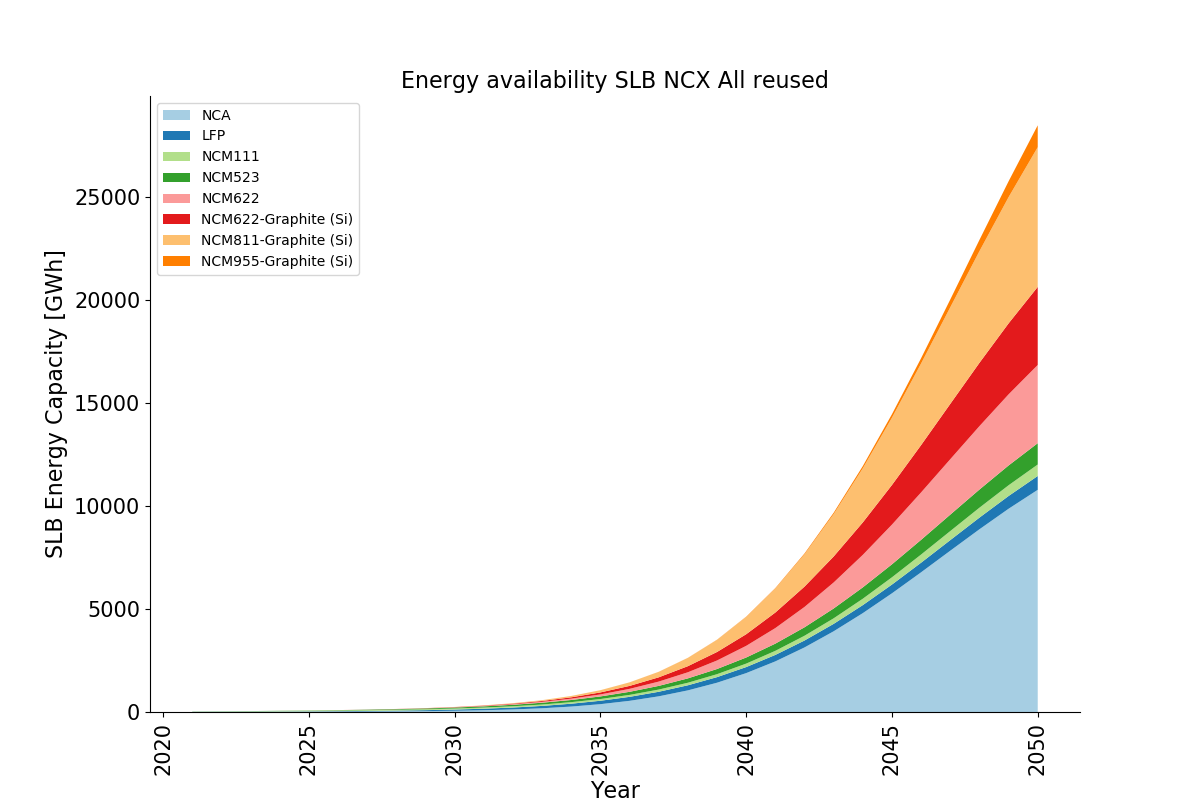 Energy availability SLB NCX All reused
NCA
LFP
NCM111
NCM523
NCM622
NCM622-Graphite (Si)
NCM811-Graphite (Si)
NCM955-Graphite (Si)
SLB Energy Capacity [GWh]
25000
20000
15000
10000
5000
0
2020
2025
2030
2035
2040
2045
2050
Year